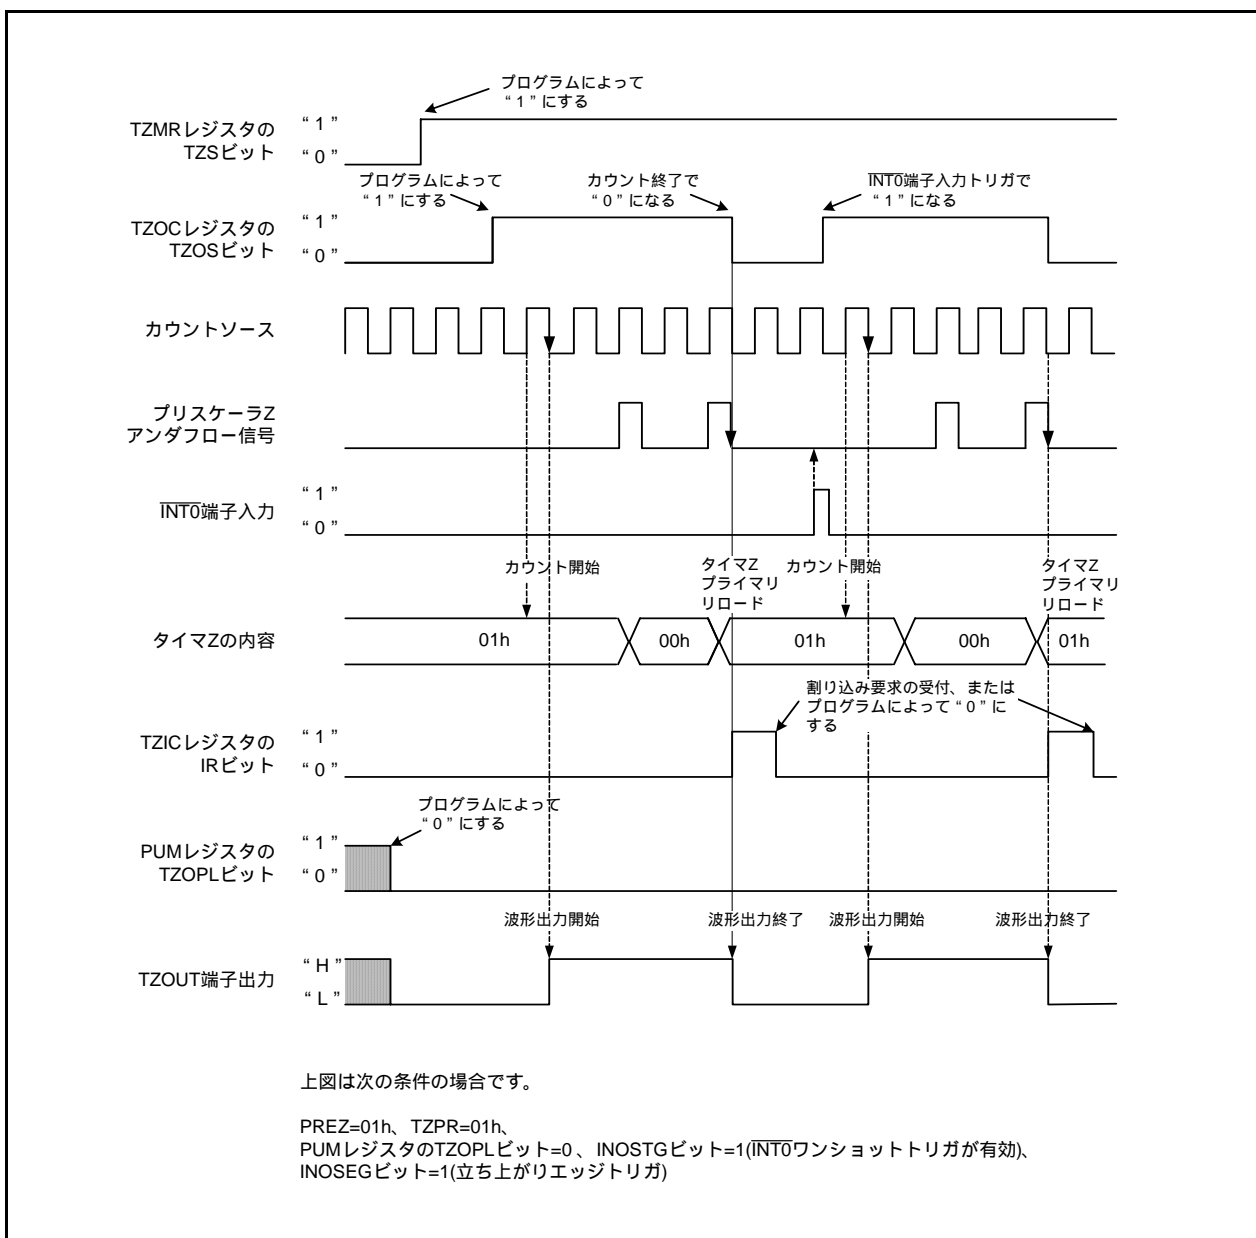 プログラムによって
“ 1 ” にする
TZMRレジスタの
TZSビット
“ 1 ”
“ 0 ”
プログラムによって
“ 1 ” にする
カウント終了で
“ 0 ” になる
INT0端子入力トリガで
“ 1 ” になる
TZOCレジスタの
TZOSビット
“ 1 ”
“ 0 ”
カウントソース
プリスケーラZ
アンダフロー信号
INT0端子入力
“ 1 ”
“ 0 ”
カウント開始
タイマZ
プライマリ
リロード
カウント開始
タイマZ
プライマリ
リロード
タイマZの内容
01h
00h
01h
00h
01h
割り込み要求の受付、または
プログラムによって “ 0 ” に
する
TZICレジスタの
IRビット
“ 1 ”
“ 0 ”
プログラムによって
“ 0 ” にする
PUMレジスタの
TZOPLビット
“ 1 ”
“ 0 ”
波形出力開始
波形出力終了
波形出力開始
波形出力終了
TZOUT端子出力
“ H ”
“ L ”
上図は次の条件の場合です。
PREZ=01h、TZPR=01h、
PUMレジスタのTZOPLビット=0 、INOSTGビット=1(INT0ワンショットトリガが有効)、
INOSEGビット=1(立ち上がりエッジトリガ)